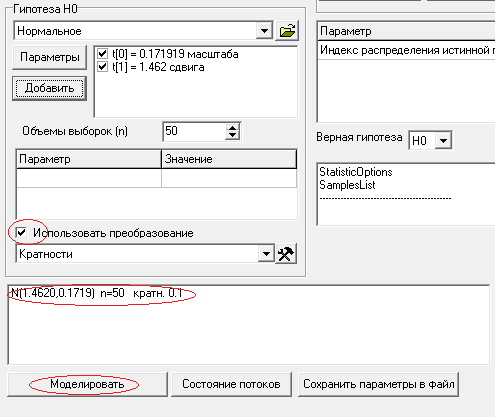 Гипотеза H0
Нормальное
Параметры
t[0] = 0.171919 масштаба
t[1] = 1.462 сдвига
Добавить
Объемы выборок (n)
50
Параметр
Значение
Использовать преобразование
Кратности
Параметр
Индекс распределения истинной
Верная гипотеза
H0
StatisticOptions
SamplesList
----------------------------------------
N(1.4620,0.1719) n=50 кратн. 0.1
Моделировать
Состояние потоков
Сохранить параметры в файл